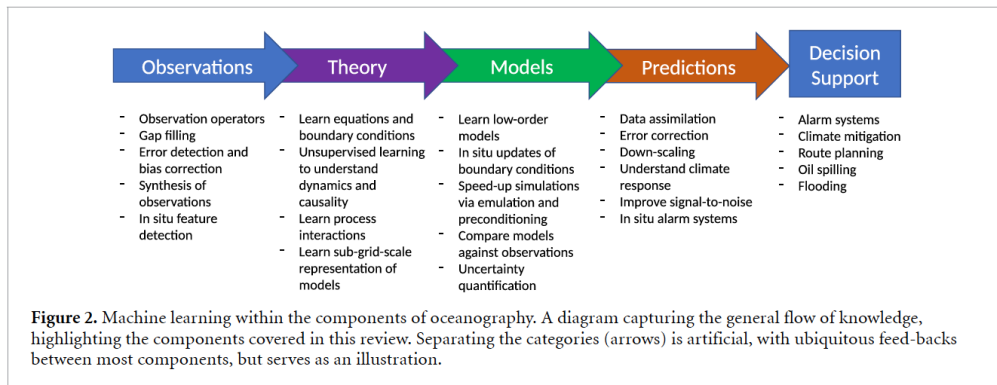 Observations
Theory
Models
Predictions
Decision
Support
- Observation operators
- Gap filling
- Error detection and
bias correction
- Synthesis of
observations
- In situ feature
detection
- Learn equations and
boundary conditions
- Unsupervised learning
to understand
dynamics and
causality
- Learn process
interactions
- Learn sub-grid-scale
representation of
models
- Learn low-order
models
- In situ updates of
boundary conditions
- Speed-up simulations
via emulation and
preconditioning
- Compare models
against observations
- Uncertainty
quantification
- Data assimilation
- Error correction
- Down-scaling
- Understand climate
response
- Improve signal-to-noise
- In situ alarm systems
- Alarm systems
- Climate mitigation
- Route planning
- Oil spilling
- Flooding
Figure 2. Machine learning within the components of oceanography. A diagram capturing the general flow of knowledge,
highlighting the components covered in this review. Separating the categories (arrows) is artificial, with ubiquitous feed-backs
between most components, but serves as an illustration.